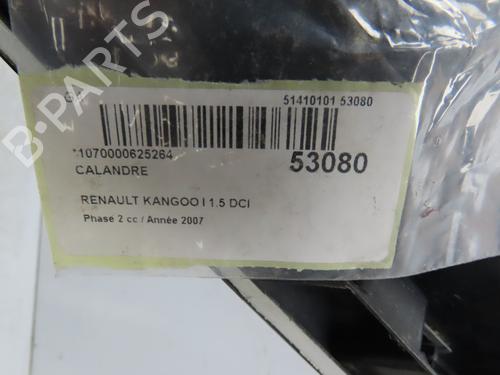 51410101 53080
*1070000625264
53080
CALANDRE
RENAULT KANGOO I 1.5 DCI
Phase 2 cc / Année 2007
B-PARTS